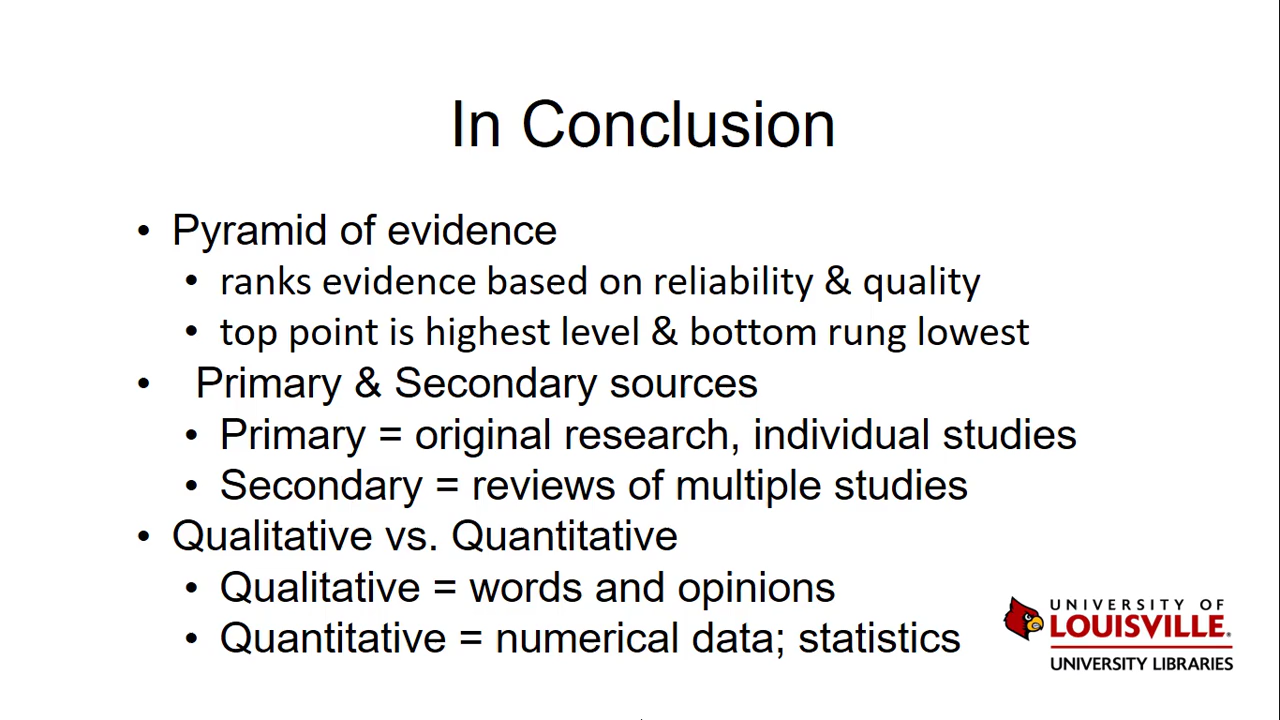 In Conclusion
• Pyramid of evidence
• ranks evidence based on reliability & quality
• top point is highest level & bottom rung lowest
• Primary & Secondary sources
• Primary = original research, individual studies
• Secondary = reviews of multiple studies
• Qualitative vs. Quantitative
• Qualitative = words and opinions
• Quantitative = numerical data; statistics
UNIVERSITY OF
LOUISVILLE.
UNIVERSITY LIBRARIES